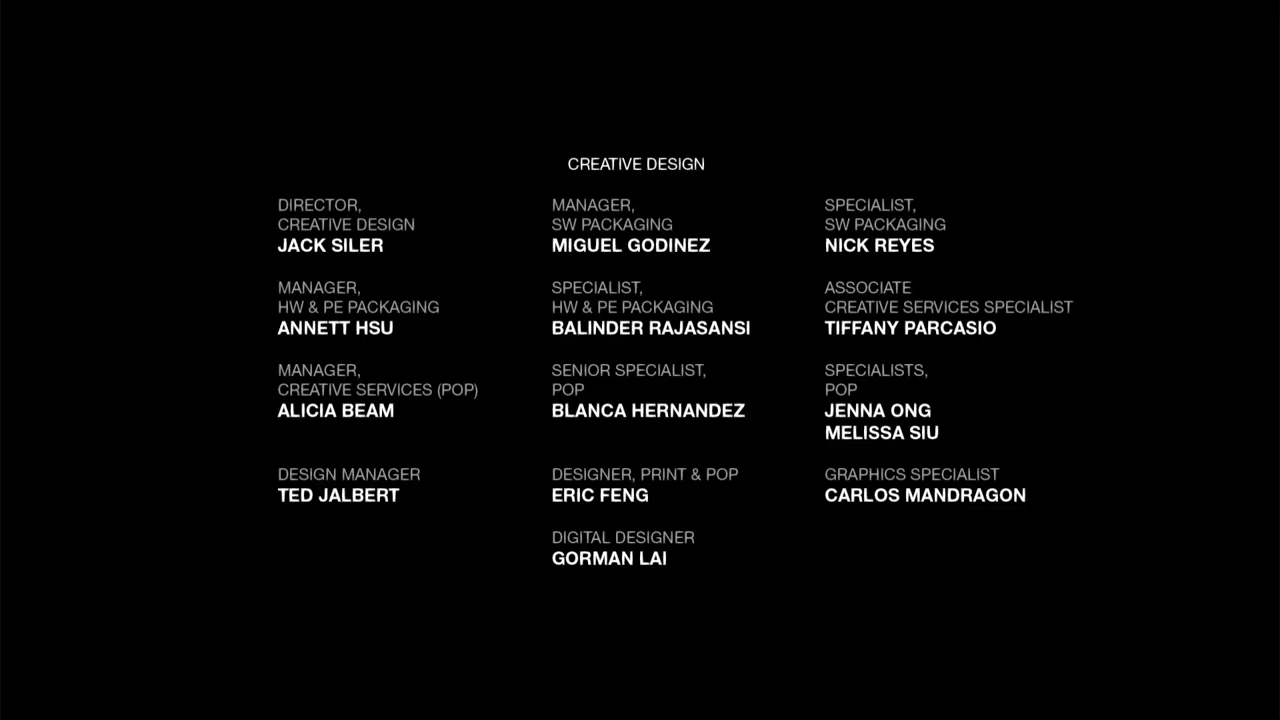 CREATIVE DESIGN
DIRECTOR,
CREATIVE DESIGN
JACK SILER
MANAGER,
SW PACKAGING
MIGUEL GODINEZ
SPECIALIST,
SW PACKAGING
NICK REYES
MANAGER,
HW & PE PACKAGING
ANNETT HSU
SPECIALIST,
HW & PE PACKAGING
BALINDER RAJASANSI
ASSOCIATE
CREATIVE SERVICES SPECIALIST
TIFFANY PARCASIO
MANAGER,
CREATIVE SERVICES (POP)
ALICIA BEAM
SENIOR SPECIALIST,
POP
BLANCA HERNANDEZ
SPECIALISTS,
POP
JENNA ONG
MELISSA SIU
DESIGN MANAGER
TED JALBERT
DESIGNER, PRINT & POP
ERIC FENG
GRAPHICS SPECIALIST
CARLOS MANDRAGON
DIGITAL DESIGNER
GORMAN LAI